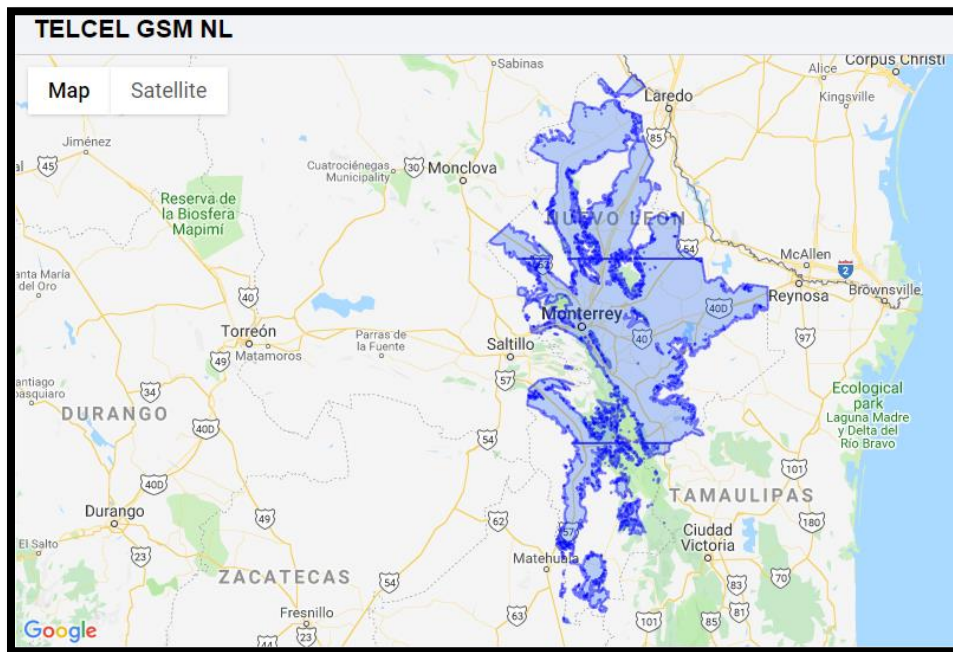 TELCEL GSM NL
Map
Satellite
Sabinas
Corpus Christi
Alice
Laredo
Kingsville
85
Jiménez
45
Cuatrociénegas
Municipality
30
Monclova
Reserva de
la Biosfera
Mapimí
NUEVO LEON
54
McAllen
2
anta María
del Oro
40
Reynosa
Brownsville
Torreón
Matamoros
Parras de
la Fuente
Saltillo
Monterrey
40D
40
97
49
57
Santiago
pasquiaro
34
DURANGO
40D
54
Ecological
park
Laguna Madre
y Delta del
Río Bravo
101
40D
Durango
49
62
57
TAMAULIPAS
180
El Salto
23
Matehuala
Ciudad
Victoria
ZACATECAS
54
83
70
Fresnillo
23
63
101
85
81
Google